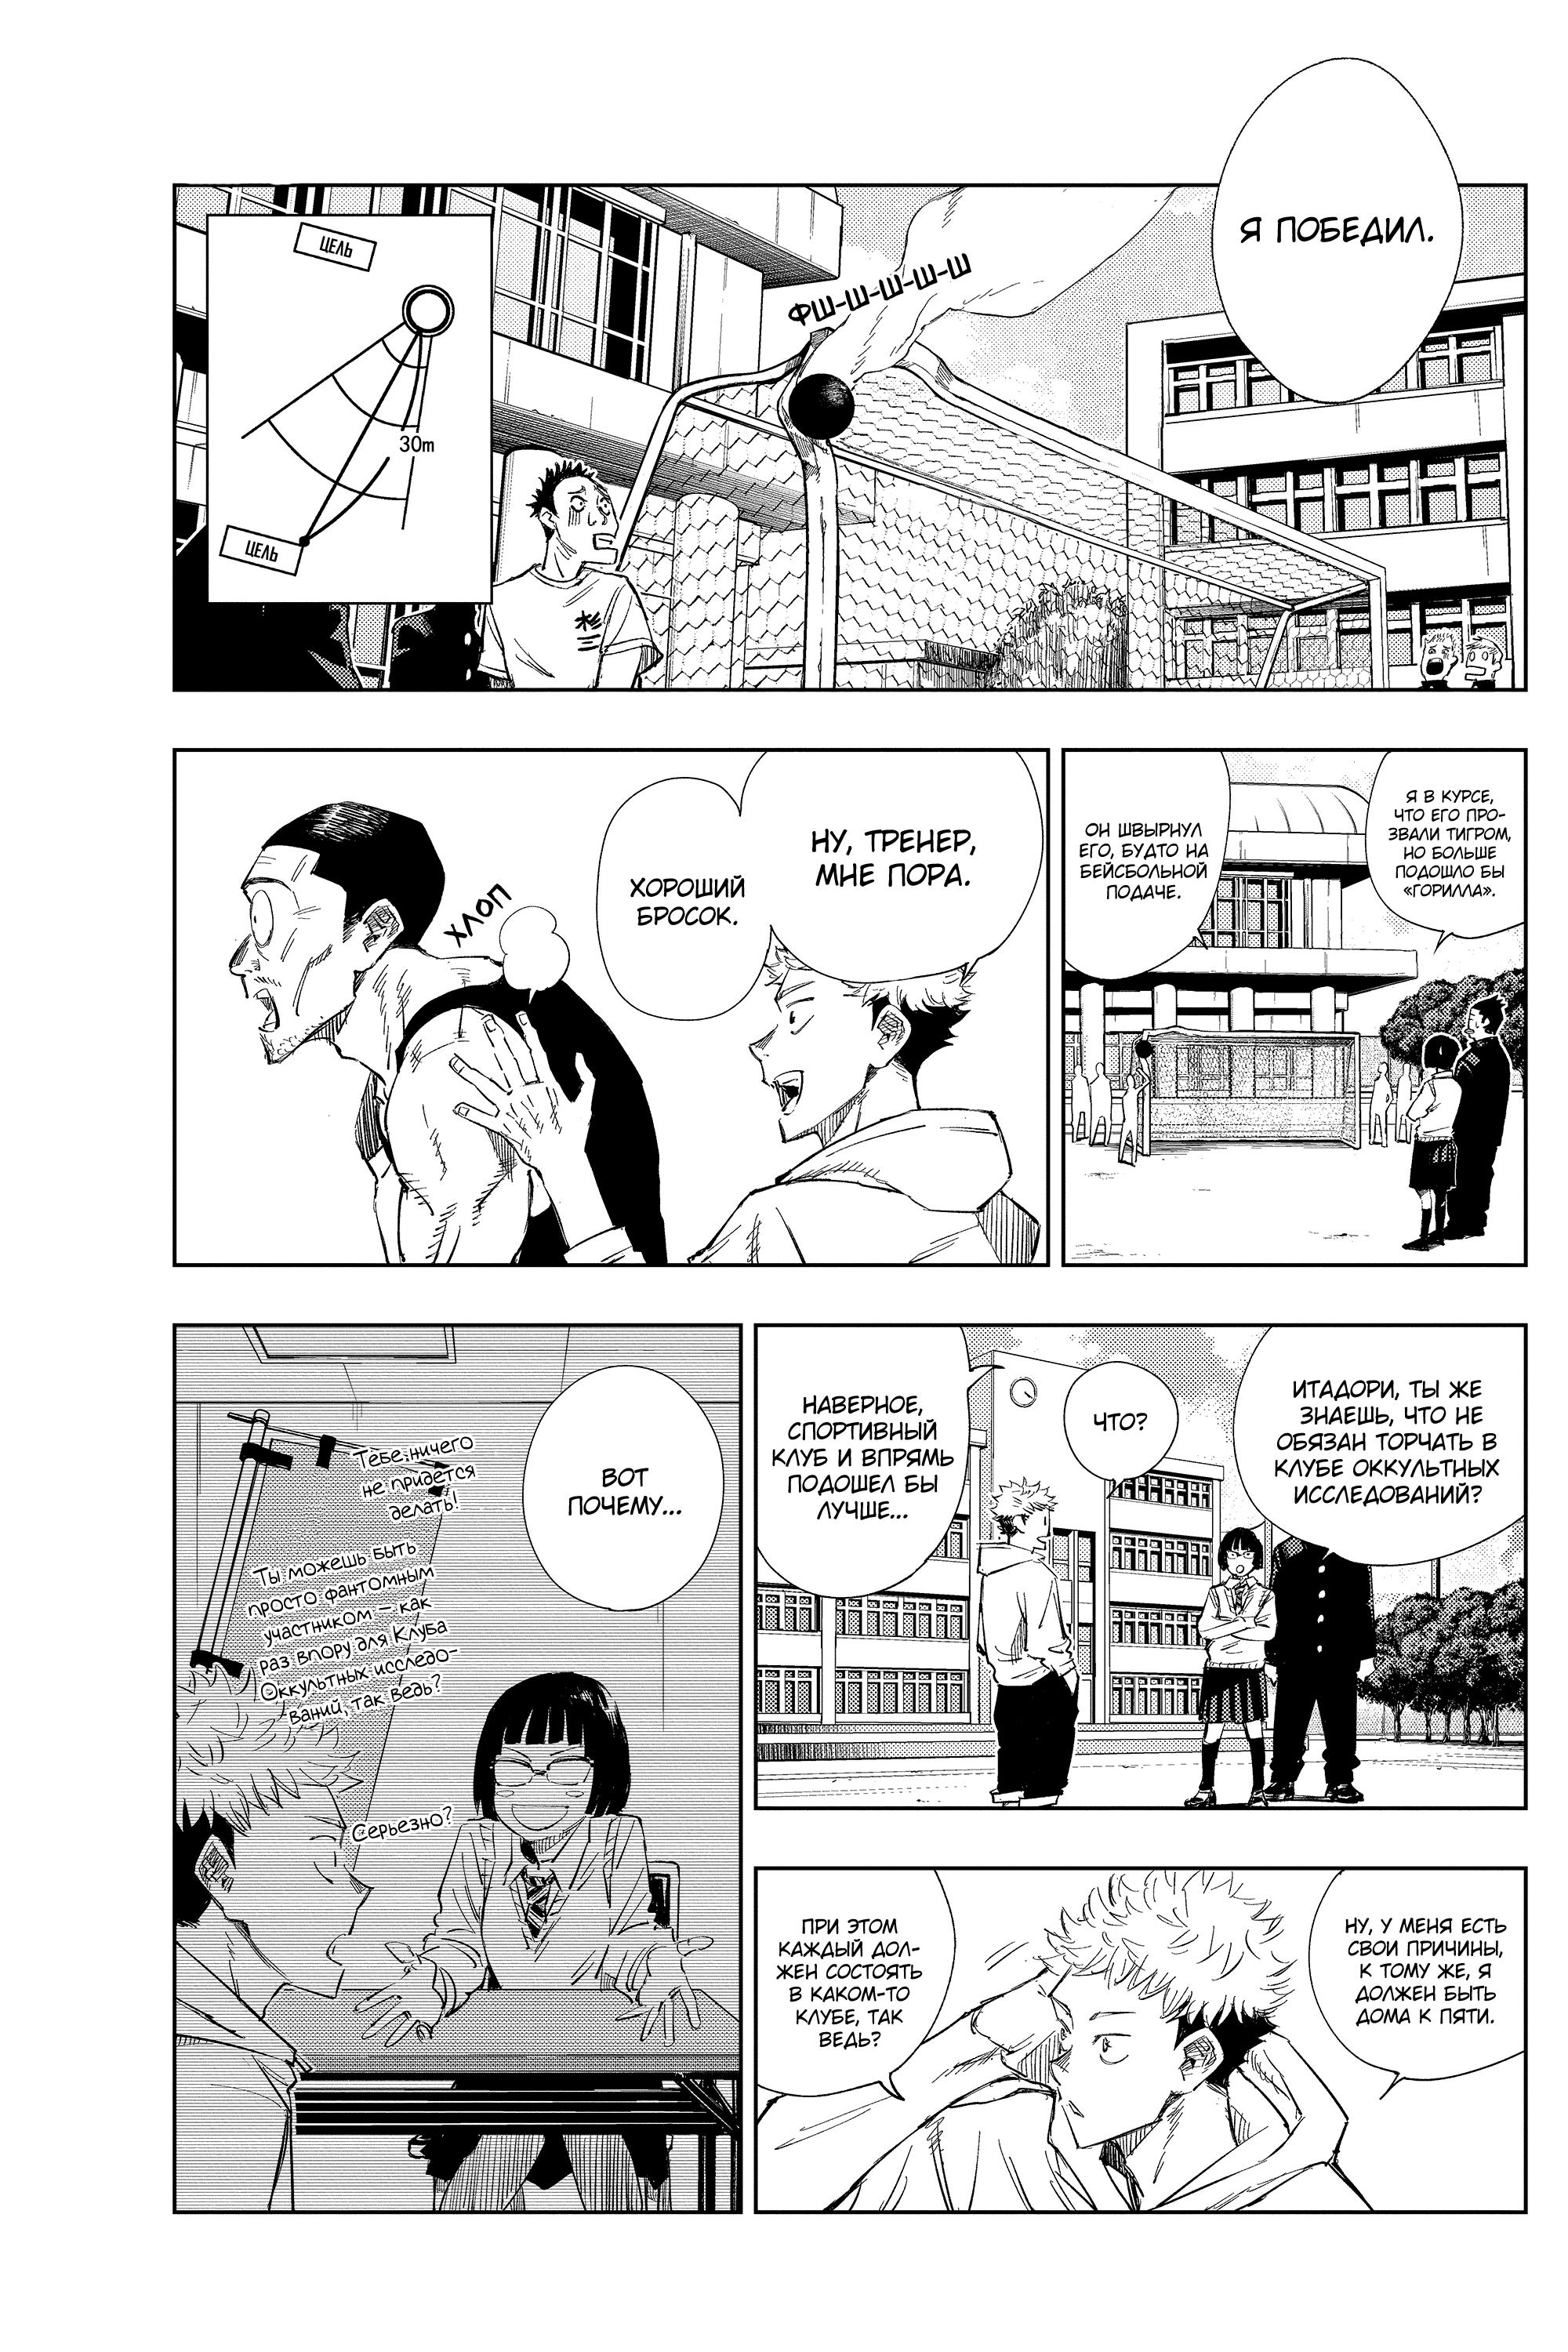 Я ПОБЕДИЛ.
ФШ-Ш-Ш-Ш-Ш
ЦЕЛЬ
30m
ЦЕЛЬ
杉
三
Я В КУРСЕ,
ЧТО ЕГО ПРО-
ЗВАЛИ ТИГРОМ,
НО БОЛЬШЕ
ПОДОШЛО БЫ
«ГОРИЛЛА».
ОН ШВЫРНУЛ
ЕГО, БУДТО НА
БЕЙСБОЛЬНОЙ
ПОДАЧЕ.
НУ, ТРЕНЕР,
МНЕ ПОРА.
ХОРОШИЙ
БРОСОК.
ХЛОП
ИТАДОРИ, ТЫ ЖЕ
ЗНАЕШЬ, ЧТО НЕ
ОБЯЗАН ТОРЧАТЬ В
КЛУБЕ ОККУЛЬТНЫХ
ИССЛЕДОВАНИЙ?
ЧТО?
НАВЕРНОЕ,
СПОРТИВНЫЙ
КЛУБ И ВПРЯМЬ
ПОДОШЕЛ БЫ
ЛУЧШЕ...
НУ, У МЕНЯ ЕСТЬ
СВОИ ПРИЧИНЫ,
К ТОМУ ЖЕ, Я
ДОЛЖЕН БЫТЬ
ДОМА К ПЯТИ.
ПРИ ЭТОМ
КАЖДЫЙ ДОЛ-
ЖЕН СОСТОЯТЬ
В КАКОМ-ТО
КЛУБЕ, ТАК
ВЕДЬ?
ВОТ
ПОЧЕМУ...
Тебе ничего
не придется
делать!
Ты можешь быть
просто фантомным
участником — как
раз впору для Клуба
Оккультных исследо-
ваний, так ведь?
Серьезно?